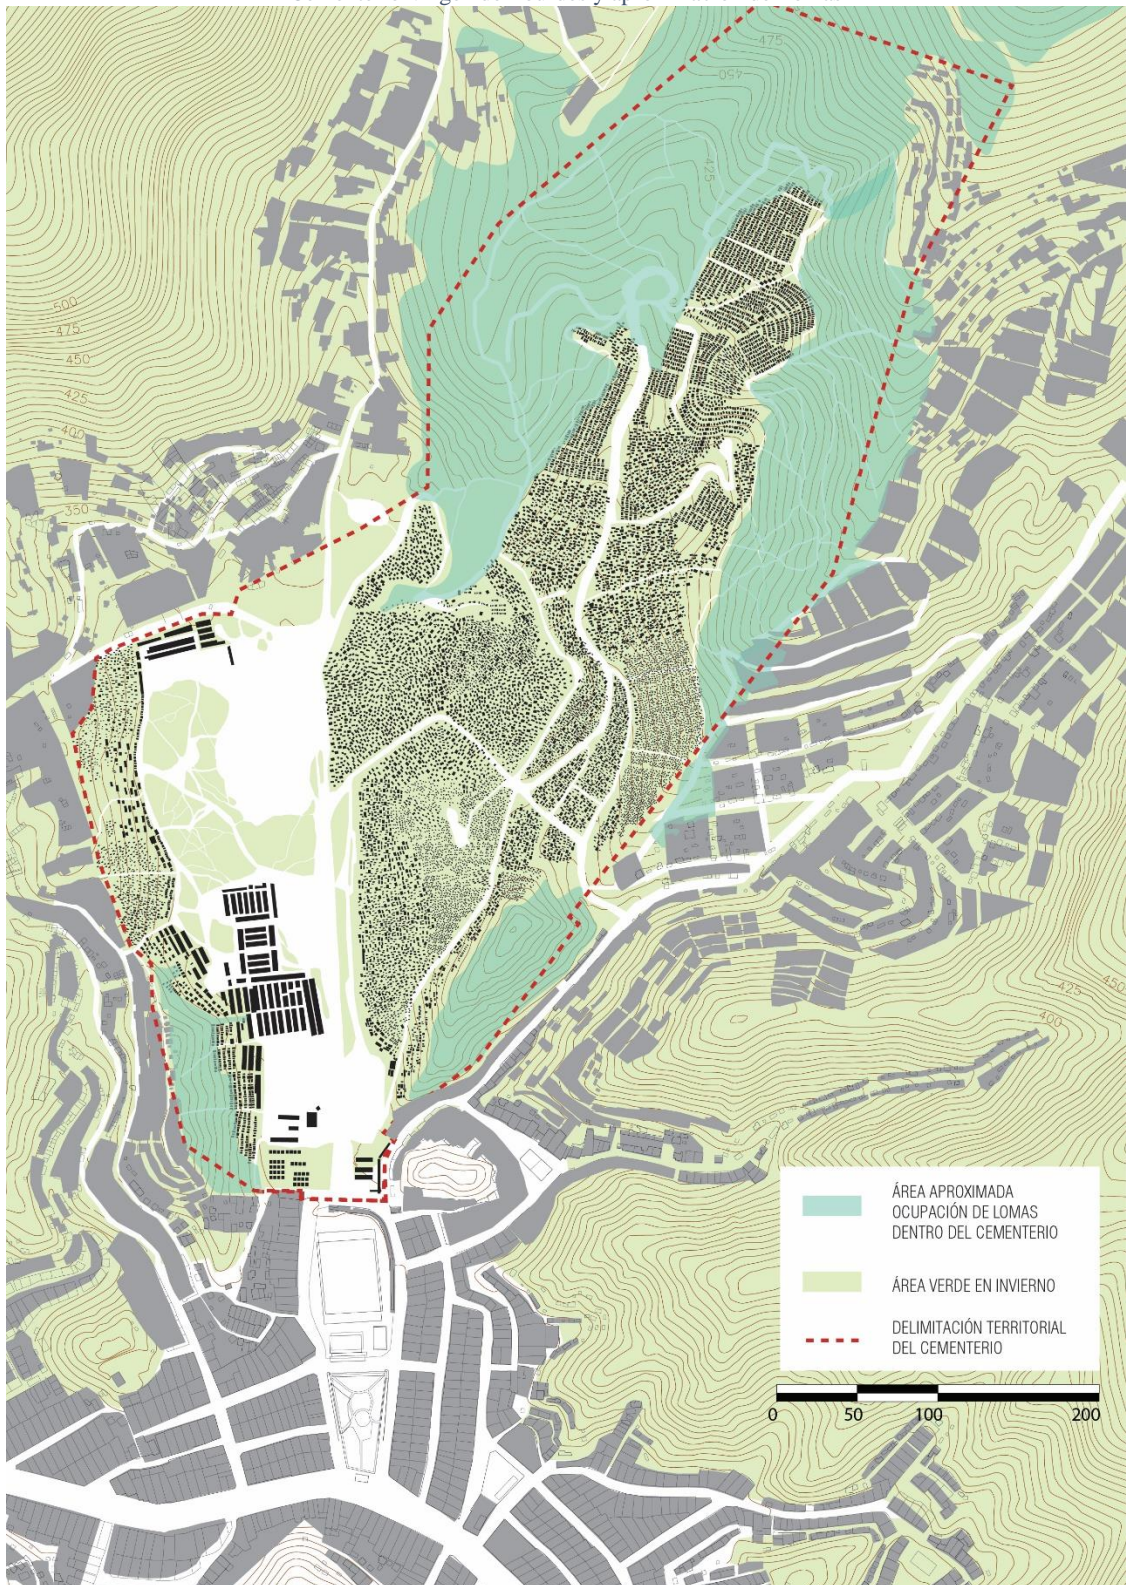 475
450
425
500
475
450
425
400
350
425
450
400
ÁREA APROXIMADA
OCUPACIÓN DE LOMAS
DENTRO DEL CEMENTERIO
ÁREA VERDE EN INVIERNO
DELIMITACIÓN TERRITORIAL
DEL CEMENTERIO
0 50 100 200